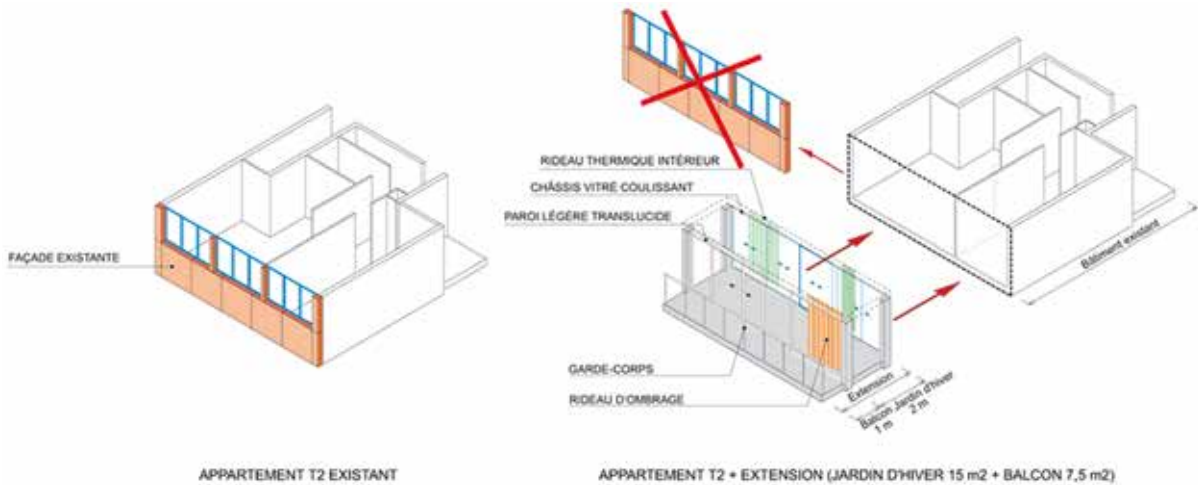 FAÇADE EXISTANTE
APPARTEMENT T2 EXISTANT
RIDEAU THERMIQUE INTÉRIEUR
CHÂSSIS VITRÉ COULISSANT
PAROI LÉGÈRE TRANSLUCIDE
Bâtiment existant
GARDE-CORPS
RIDEAU D'OMBRAGE
Extension
Balcon Jardin d'hiver
1 m 2 m
APPARTEMENT T2 + EXTENSION (JARDIN D'HIVER 15 m2 + BALCON 7,5 m2)